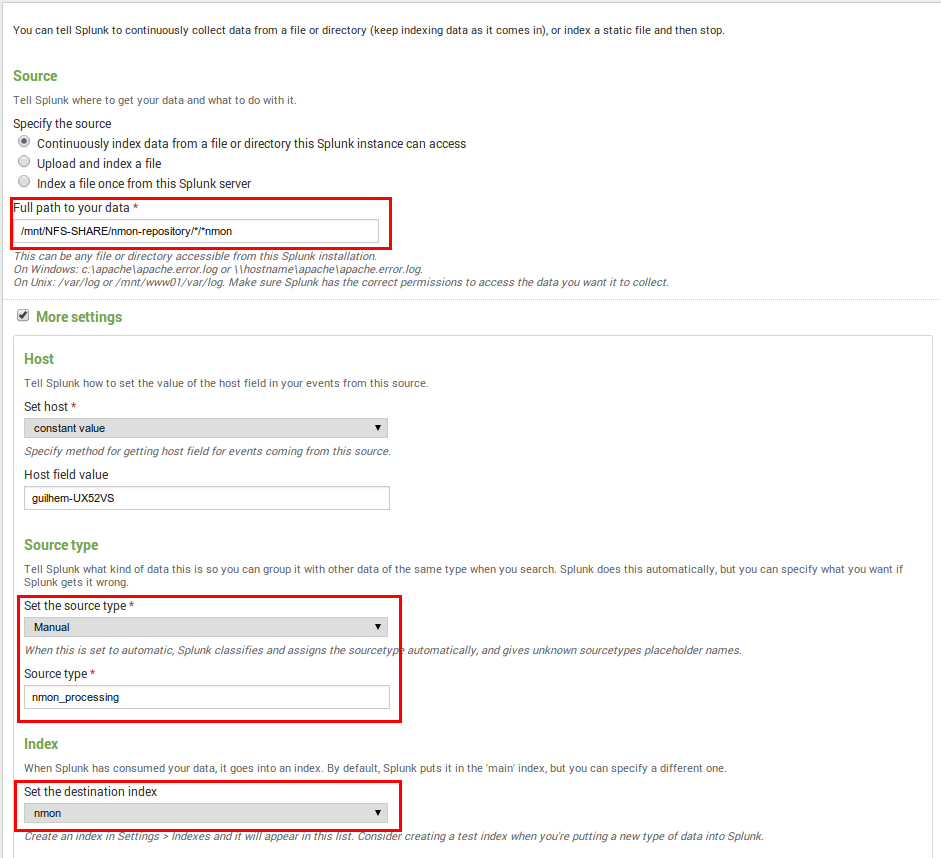 You can tell Splunk to continuously collect data from a file or directory (keep indexing data as it comes in), or index a static file and then stop.
Source
Tell Splunk where to get your data and what to do with it.
Specify the source
Continuously index data from a file or directory this Splunk instance can access
Upload and index a file
Index a file once from this Splunk server
Full path to your data *
/mnt/NFS-SHARE/nmon-repository/*/*nmon
This can be any file or directory accessible from this Splunk installation.
On Windows: c:\apache\apache.error.log or \\hostname\apache\apache.error.log.
On Unix: /var/log or /mnt/www01/var/log. Make sure Splunk has the correct permissions to access the data you want it to collect.
More settings
Host
Tell Splunk how to set the value of the host field in your events from this source.
Set host *
constant value
Specify method for getting host field for events coming from this source.
Host field value
guilhem-UX52VS
Source type
Tell Splunk what kind of data this is so you can group it with other data of the same type when you search. Splunk does this automatically, but you can specify what you want if
Splunk gets it wrong.
Set the source type *
Manual
When this is set to automatic, Splunk classifies and assigns the sourcetype automatically, and gives unknown sourcetypes placeholder names.
Source type *
nmon_processing
Index
When Splunk has consumed your data, it goes into an index. By default, Splunk puts it in the 'main' index, but you can specify a different one.
Set the destination index
nmon
Create an index in Settings > Indexes and it will appear in this list. Consider creating a test index when you're putting a new type of data into Splunk.